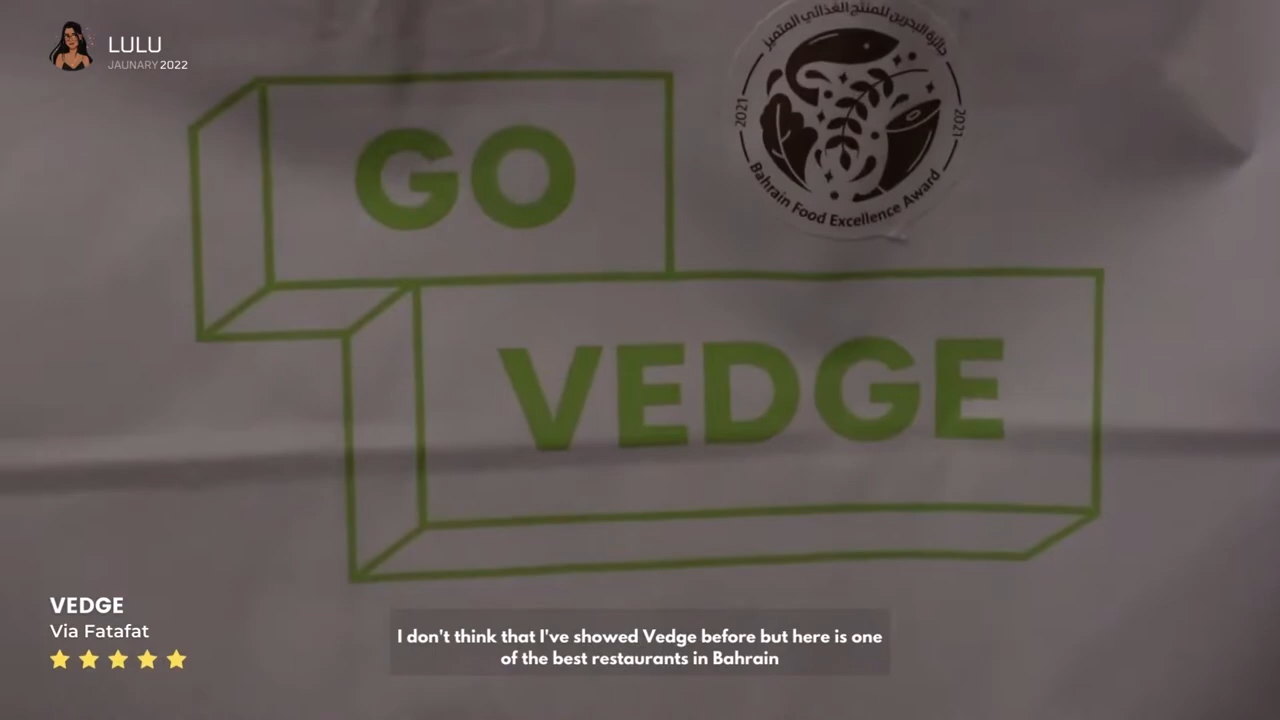 LULU
JAUNARY 2022
GO
VEDGE
جائزة البحرين للمنتج الغذائي المتميز
2021
2021
Bahrain Food Excellence Award
VEDGE
Via Fatafat
I don't think that I've showed Vedge before but here is one
of the best restaurants in Bahrain